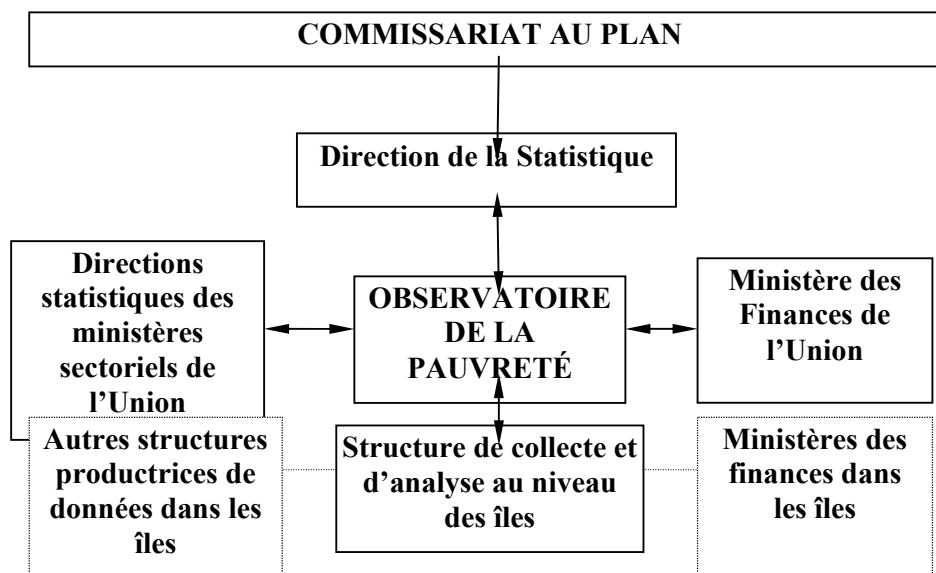 COMMISSARIAT AU PLAN
Direction de la Statistique
Directions
statistiques des
ministères
sectoriels de
l’Union
OBSERVATOIRE
DE LA
PAUVRETÉ
Ministère des
Finances de
l’Union
Autres structures
productrices de
données dans les
îles
Structure de collecte et
d’analyse au niveau
des îles
Ministères des
finances dans
les îles